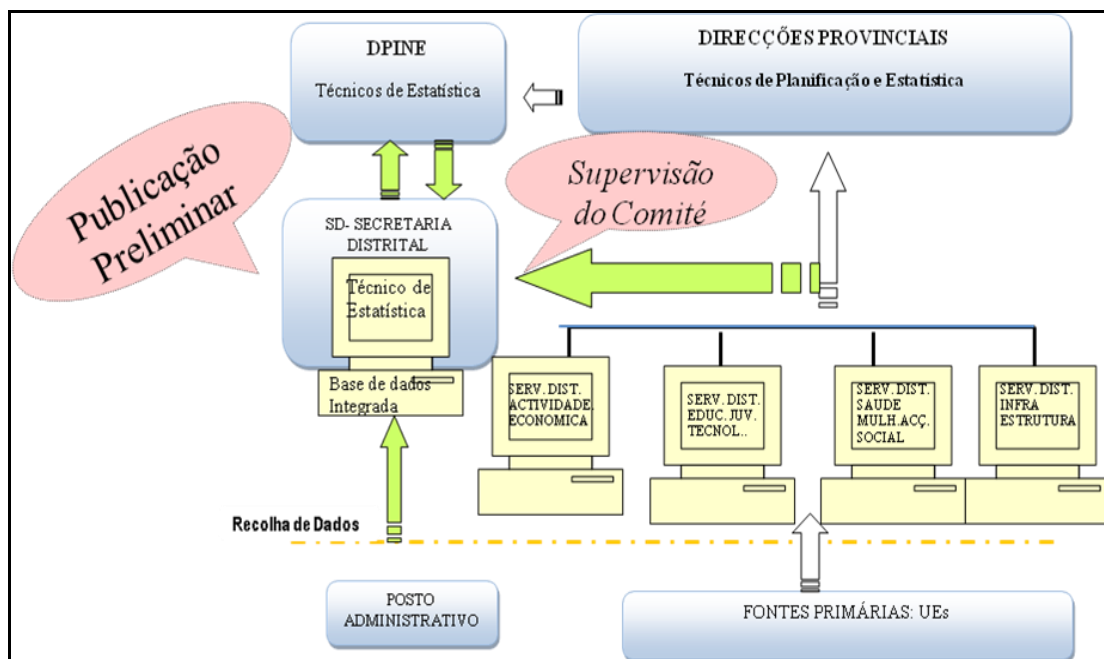 DPINE
Técnicos de Estatística
DIRECÇÕES PROVINCIAIS
Técnicos de Planificação e Estatística
Publicação
Preliminar
Supervisão
do Comité
SD- SECRETARIA
DISTRITAL
Técnico de
Estatística
Base de dados
Integrada
SERV. DIST.
ACTIVIDADE.
ECONOMICA
SERV. DIST.
EDUC. JUV.
TECNOL..
SERV. DIST.
SAUDE
MULH.ACÇ.
SOCIAL
SERV. DIST.
INFRA
ESTRUTURA
Recolha de Dados
POSTO
ADMINISTRATIVO
FONTES PRIMÁRIAS: UEs